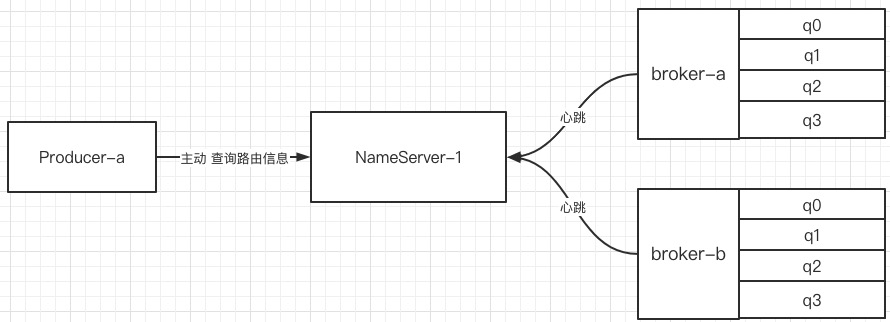 Producer-a
主动 查询路由信息
NameServer-1
心跳
心跳
broker-a
q0
q1
q2
q3
broker-b
q0
q1
q2
q3